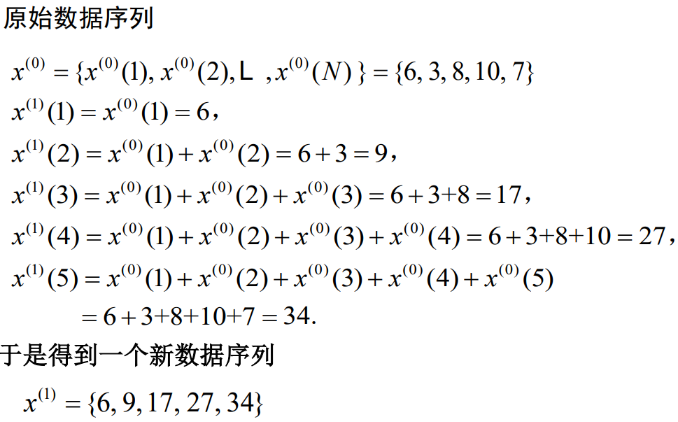 原始数据序列
x^(0) = {x^(0)(1), x^(0)(2), L ,x^(0)(N)} = {6, 3, 8, 10, 7}
x^(1)(1) = x^(0)(1) = 6，
x^(1)(2) = x^(0)(1) + x^(0)(2) = 6 + 3 = 9，
x^(1)(3) = x^(0)(1) + x^(0)(2) + x^(0)(3) = 6 + 3+8 = 17，
x^(1)(4) = x^(0)(1) + x^(0)(2) + x^(0)(3) + x^(0)(4) = 6 + 3+8+10 = 27，
x^(1)(5) = x^(0)(1) + x^(0)(2) + x^(0)(3) + x^(0)(4) + x^(0)(5)
= 6 + 3+8+10+7 = 34.
于是得到一个新数据序列
x^(1) = {6, 9, 17, 27, 34}